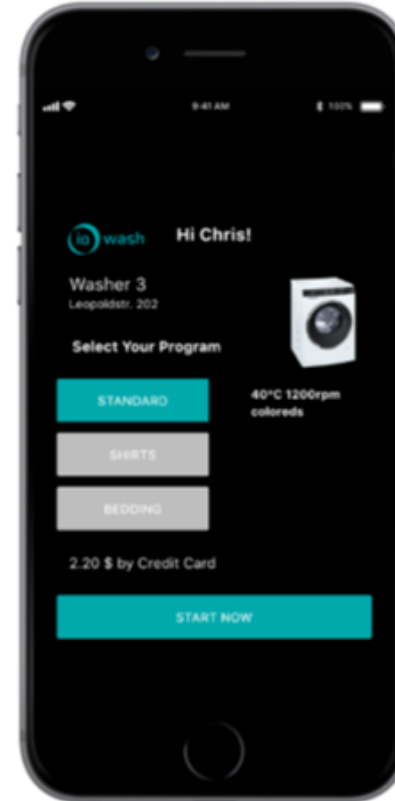 9:41 AM
100%
io wash
Hi Chris!
Washer 3
Leopoldstr. 202
Select Your Program
STANDARD
40°C 1200rpm
coloreds
SHIRTS
BEDDING
2.20 $ by Credit Card
START NOW